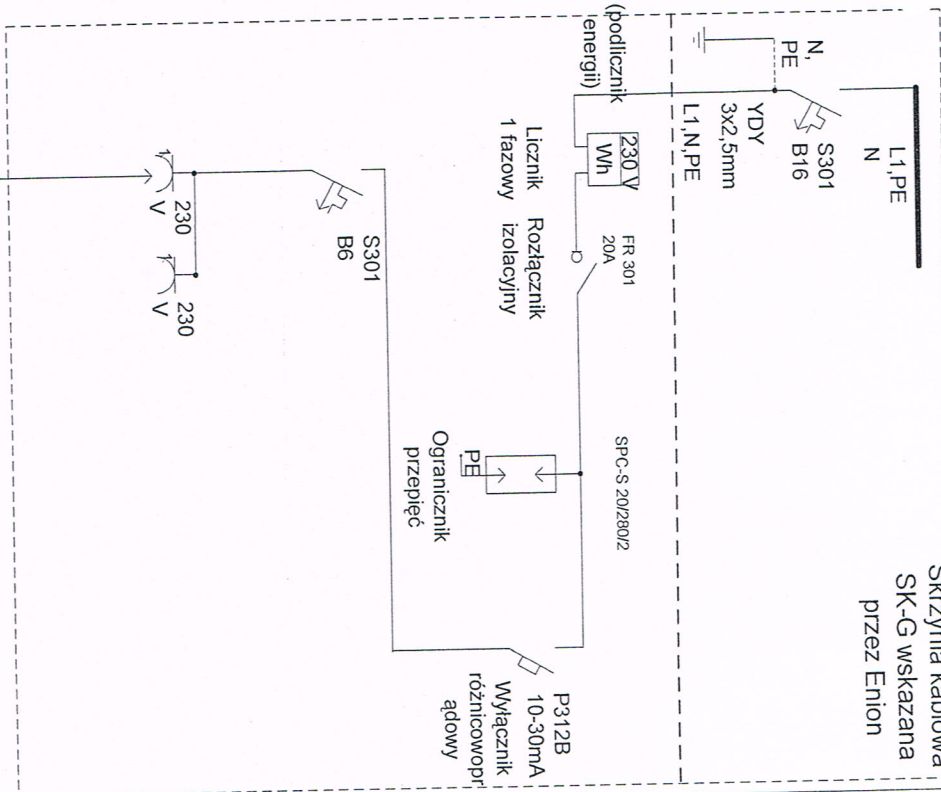 L1,PE
N
Skrzynia kablowa
SK-G wskazana
przez Enion
N,
PE
S301
B16
YDY
3x2,5mm
L1,N,PE
(podlicznik
energii)
230 V
Wh
Licznik
1 fazowy
FR 301
20A
Rozłącznik
izolacyjny
SPC-S 20/280/2
PE
Ogranicznik
przepięć
P312B
10-30mA
Wyłącznik
różnicowopr
ądowy
S301
B6
230
V
230
V